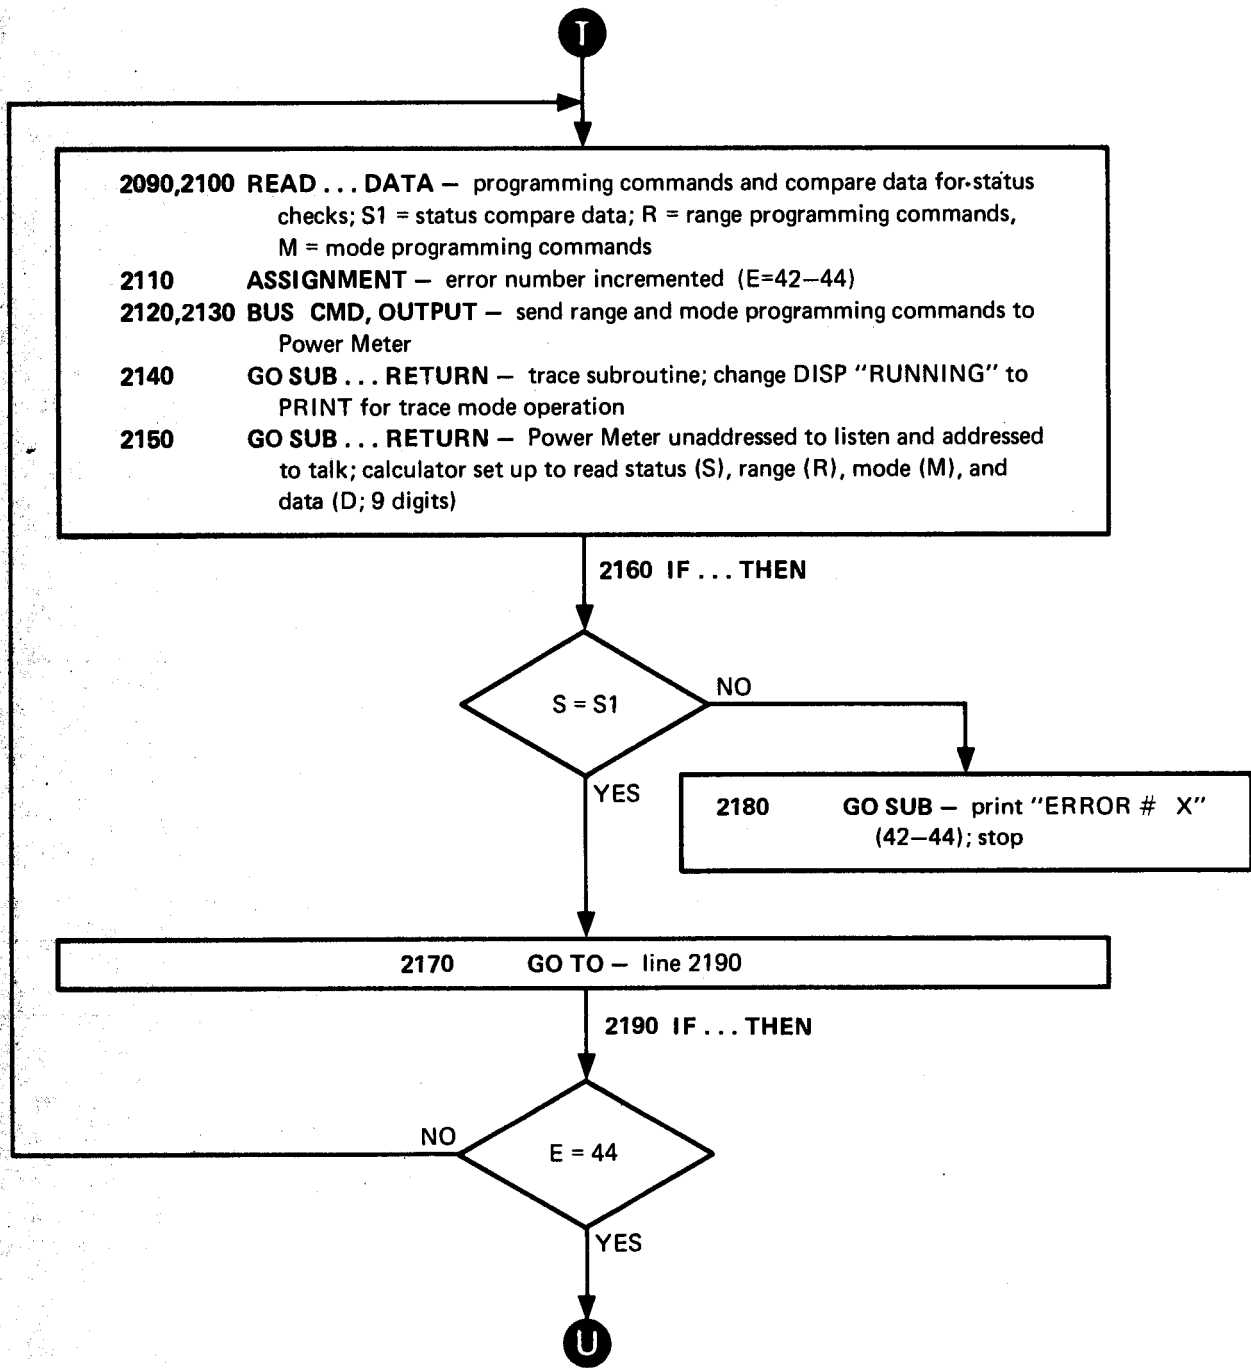 T
2090,2100 READ ... DATA — programming commands and compare data for status
checks; S1 = status compare data; R = range programming commands,
M = mode programming commands
2110 ASSIGNMENT — error number incremented (E=42—44)
2120,2130 BUS CMD, OUTPUT — send range and mode programming commands to
Power Meter
2140 GO SUB ... RETURN — trace subroutine; change DISP "RUNNING" to
PRINT for trace mode operation
2150 GO SUB ... RETURN — Power Meter unaddressed to listen and addressed
to talk; calculator set up to read status (S), range (R), mode (M), and
data (D; 9 digits)
2160 IF ... THEN
S = S1
NO
YES
2180 GO SUB — print "ERROR # X"
(42—44); stop
2170 GO TO — line 2190
2190 IF ... THEN
NO
E = 44
YES
U